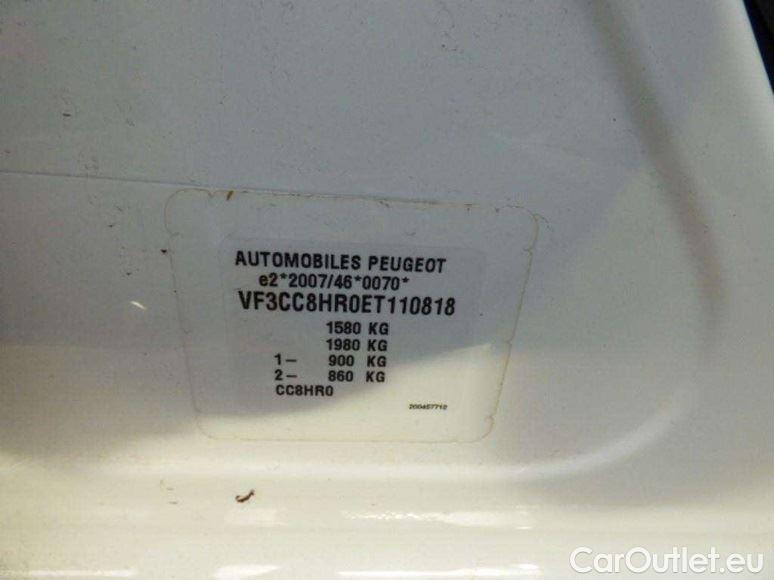 AUTOMOBILES PEUGEOT
e2*2007/46*0070*
VF3CC8HR0ET110818
1580 KG
1980 KG
1- 900 KG
2- 860 KG
CC8HR0
200457712
CarOutlet.eu